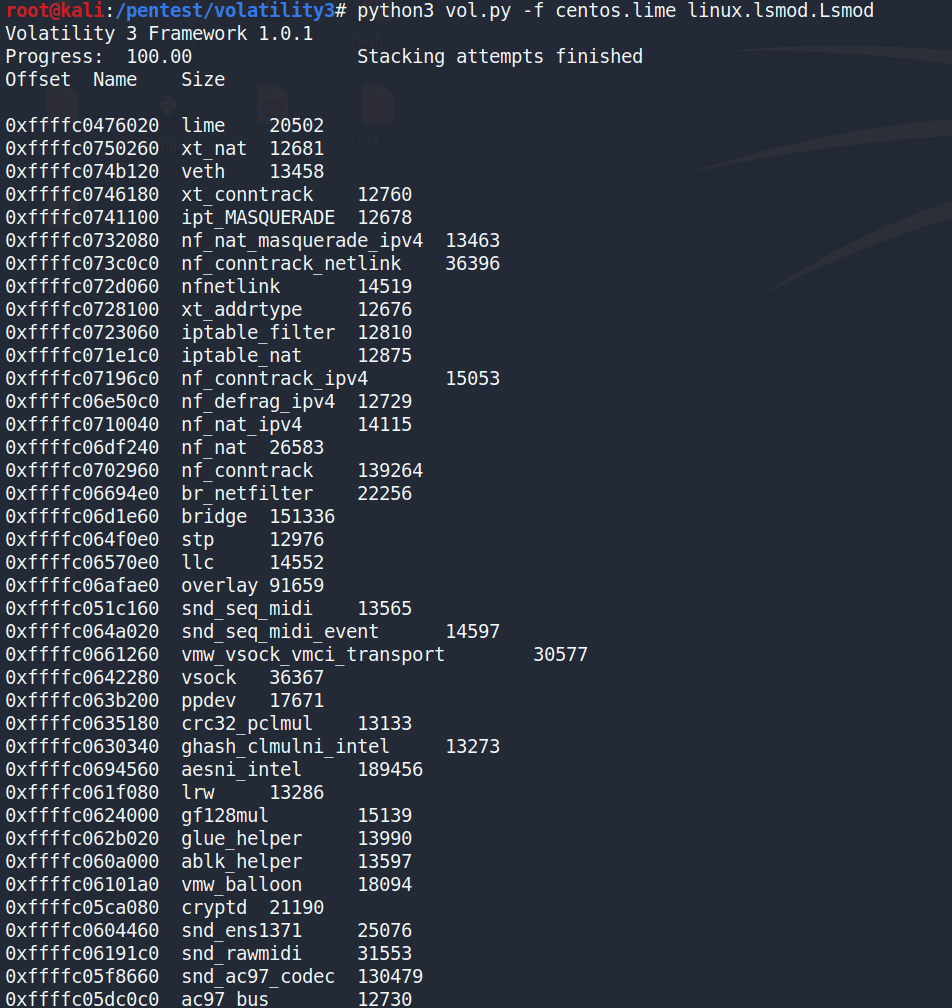 root@kali:/pentest/volatility3# python3 vol.py -f centos.lime linux.lsmod.Lsmod
Volatility 3 Framework 1.0.1
Progress:  100.00               Stacking attempts finished
Offset  Name    Size
0xffffc0476020  lime    20502
0xffffc0750260  xt_nat  12681
0xffffc074b120  veth    13458
0xffffc0746180  xt_conntrack    12760
0xffffc0741100  ipt_MASQUERADE  12678
0xffffc0732080  nf_nat_masquerade_ipv4  13463
0xffffc073c0c0  nf_conntrack_netlink    36396
0xffffc072d060  nfnetlink       14519
0xffffc0728100  xt_addrtype     12676
0xffffc0723060  iptable_filter  12810
0xffffc071e1c0  iptable_nat     12875
0xffffc07196c0  nf_conntrack_ipv4       15053
0xffffc06e50c0  nf_defrag_ipv4  12729
0xffffc0710040  nf_nat_ipv4     14115
0xffffc06df240  nf_nat  26583
0xffffc0702960  nf_conntrack    139264
0xffffc06694e0  br_netfilter    22256
0xffffc06d1e60  bridge  151336
0xffffc064f0e0  stp     12976
0xffffc06570e0  llc     14552
0xffffc06afae0  overlay 91659
0xffffc051c160  snd_seq_midi    13565
0xffffc064a020  snd_seq_midi_event      14597
0xffffc0661260  vmw_vsock_vmci_transport        30577
0xffffc0642280  vsock   36367
0xffffc063b200  ppdev   17671
0xffffc0635180  crc32_pclmul    13133
0xffffc0630340  ghash_clmulni_intel     13273
0xffffc0694560  aesni_intel     189456
0xffffc061f080  lrw     13286
0xffffc0624000  gf128mul        15139
0xffffc062b020  glue_helper     13990
0xffffc060a000  ablk_helper     13597
0xffffc06101a0  vmw_balloon     18094
0xffffc05ca080  cryptd  21190
0xffffc0604460  snd_ens1371     25076
0xffffc06191c0  snd_rawmidi     31553
0xffffc05f8660  snd_ac97_codec  130479
0xffffc05dc0c0  ac97_bus        12730